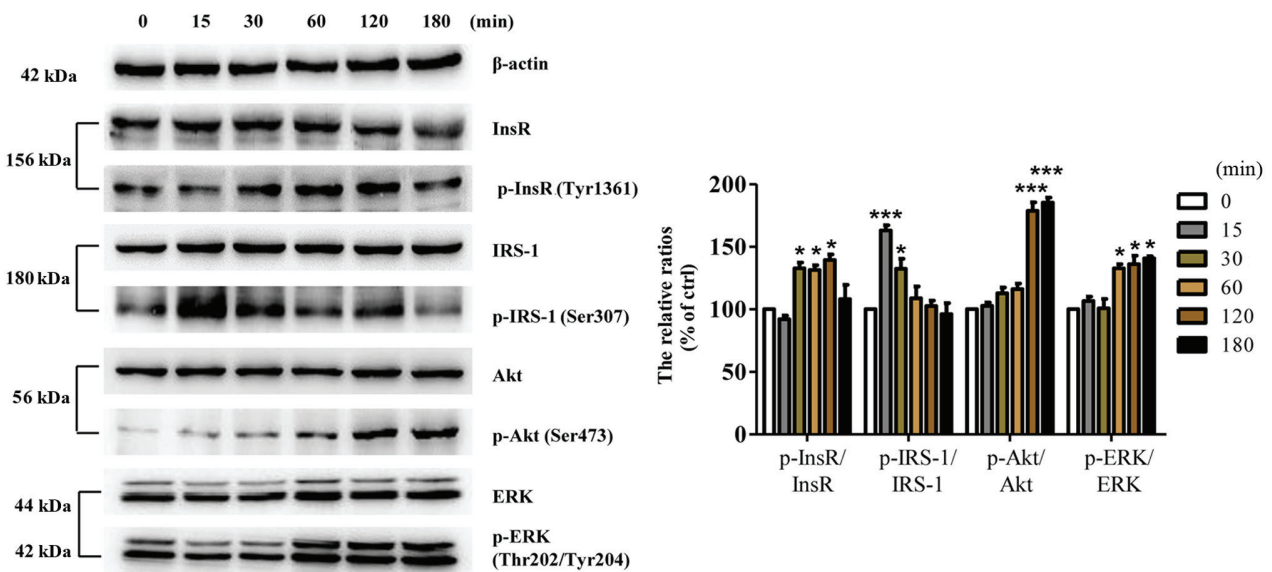 0 15 30 60 120 180 (min)
42 kDa
β-actin
InsR
156 kDa
p-InsR (Tyr1361)
IRS-1
180 kDa
p-IRS-1 (Ser307)
Akt
56 kDa
p-Akt (Ser473)
ERK
44 kDa
p-ERK
(Thr202/Tyr204)
42 kDa
The relative ratios
(% of ctrl)
200
150
100
50
0
* * *
*** *
*** ***
* * *
p-InsR/
InsR
p-IRS-1/
IRS-1
p-Akt/
Akt
p-ERK/
ERK
(min)
0
15
30
60
120
180